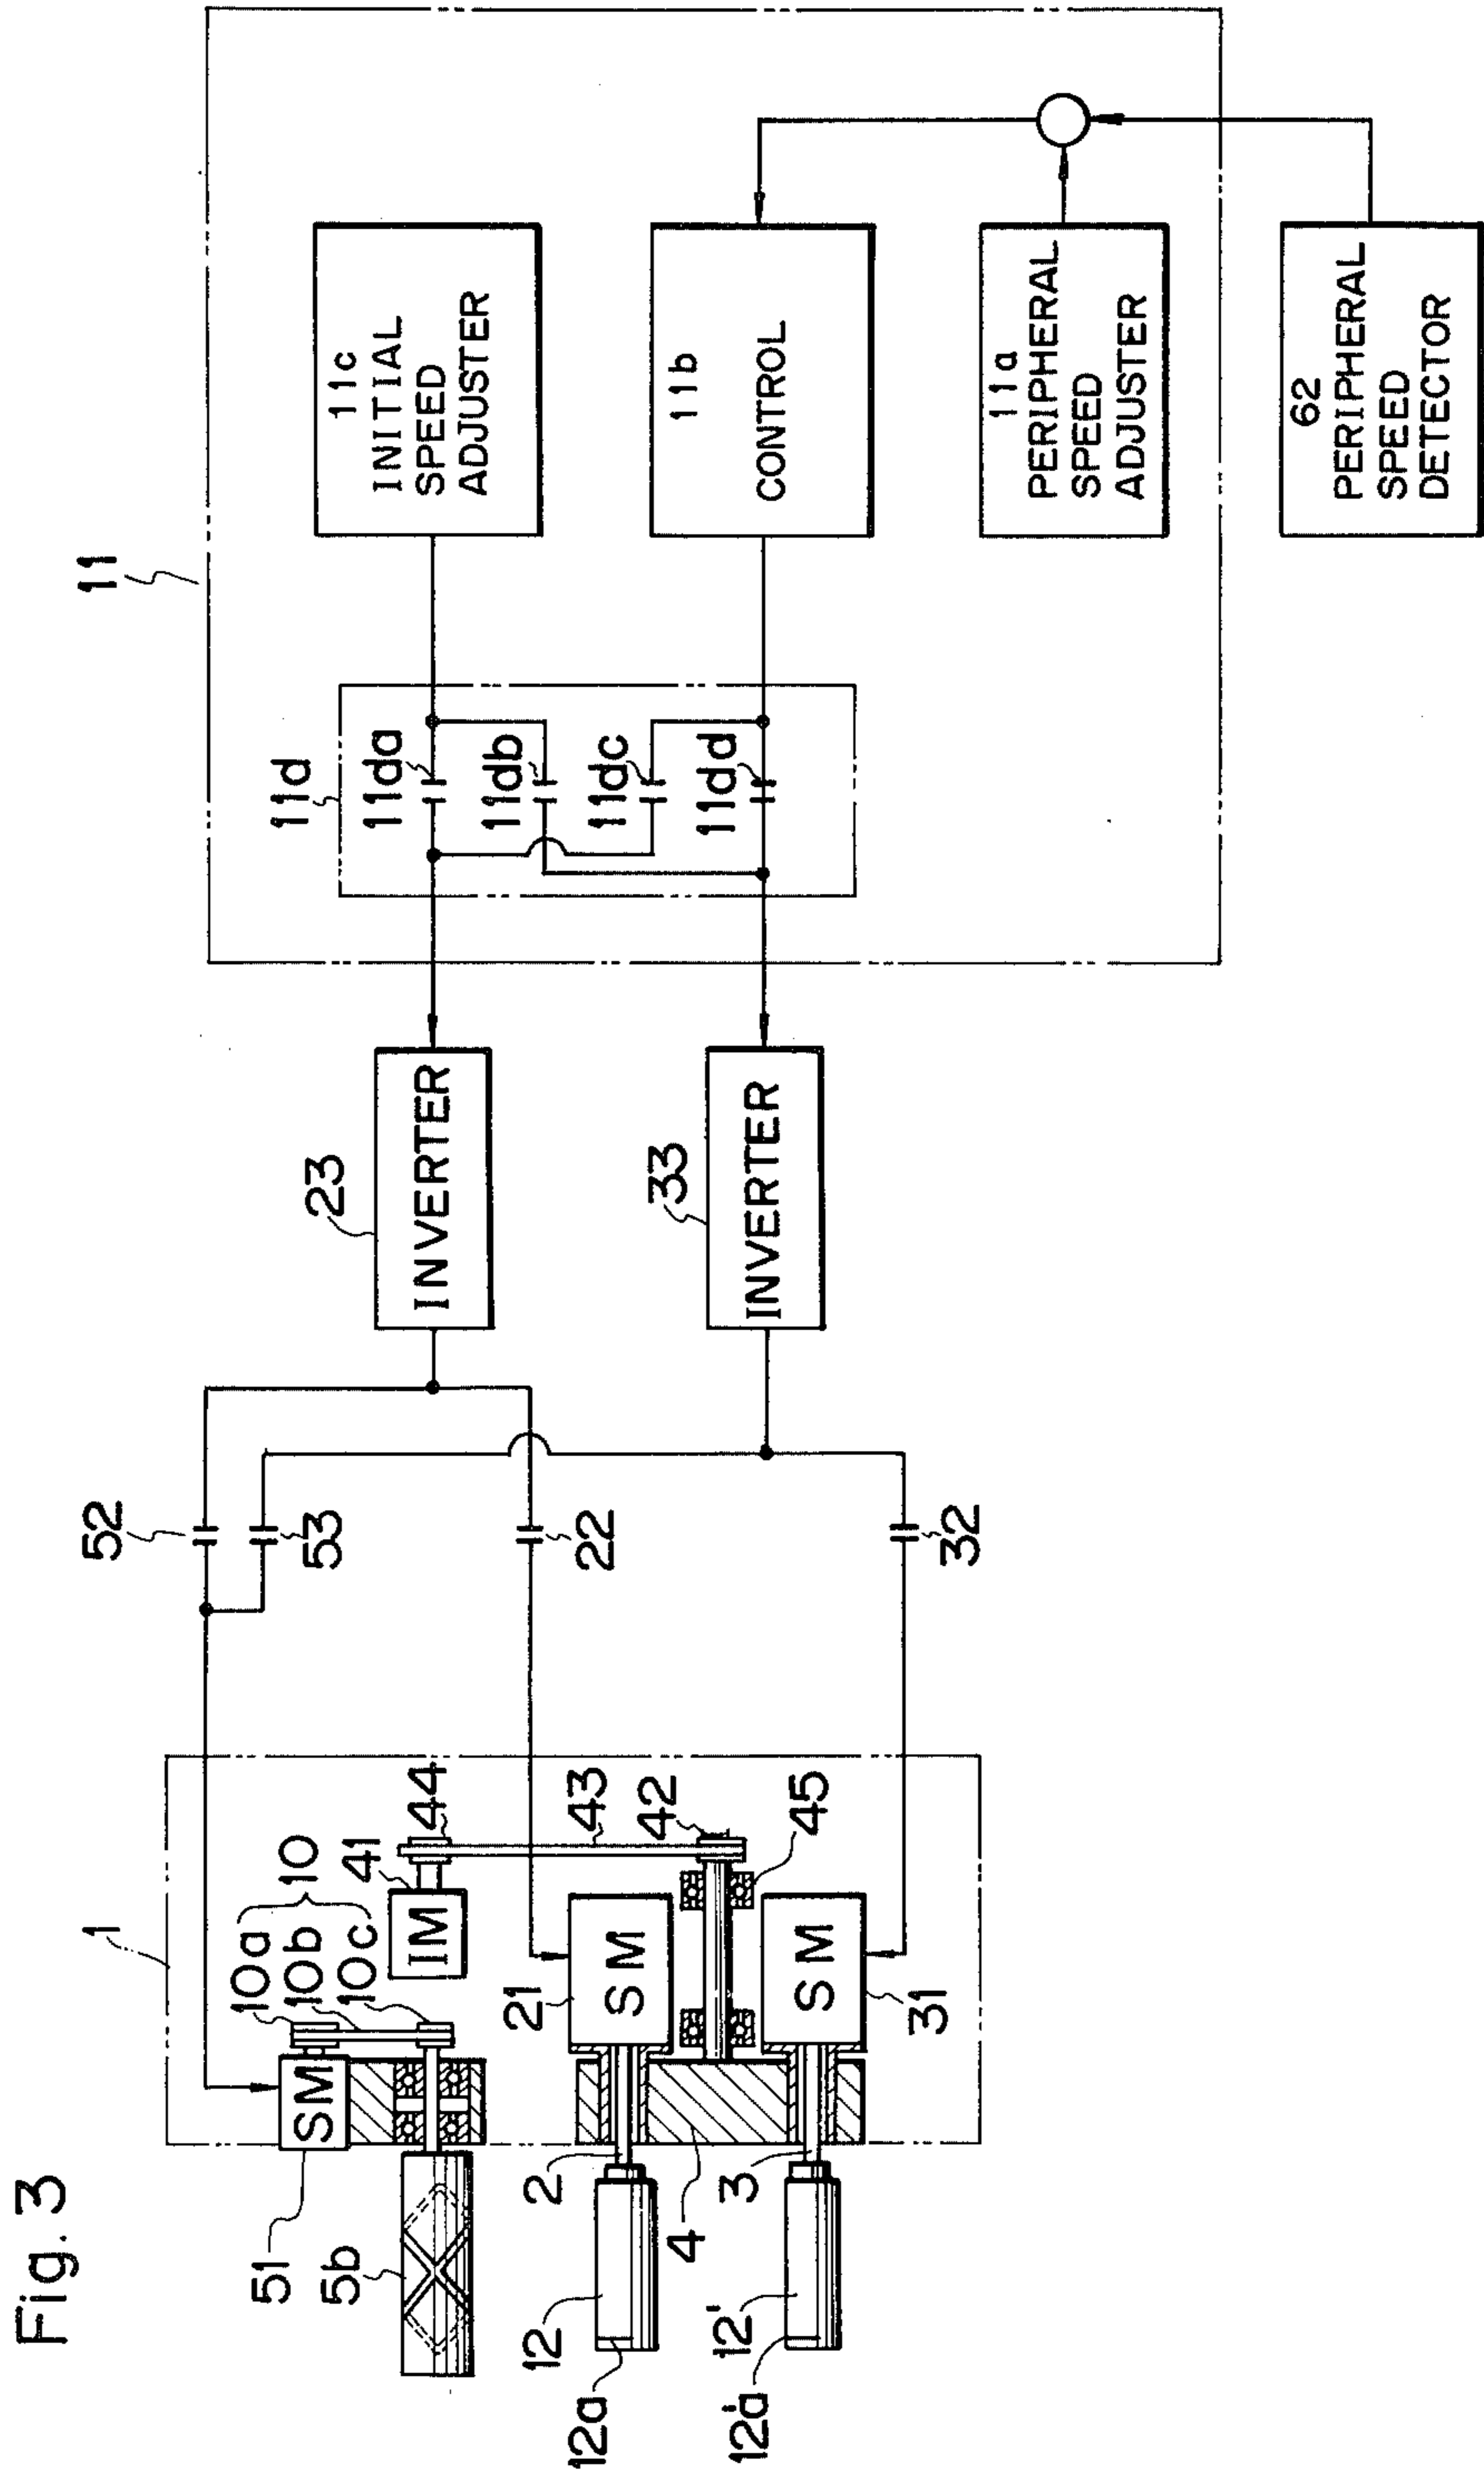 Fig. 3
1
51
5b
10a
10b
10c
10
IM
41
44
43
42
45
SM
21
SM
31
SM
2
3
4
12
12a
12'
12'a
52
53
22
32
23
INVERTER
33
INVERTER
11
11d
11da
11db
11dc
11dd
11c
INITIAL
SPEED
ADJUSTER
11b
CONTROL
11a
PERIPHERAL
SPEED
ADJUSTER
62
PERIPHERAL
SPEED
DETECTOR